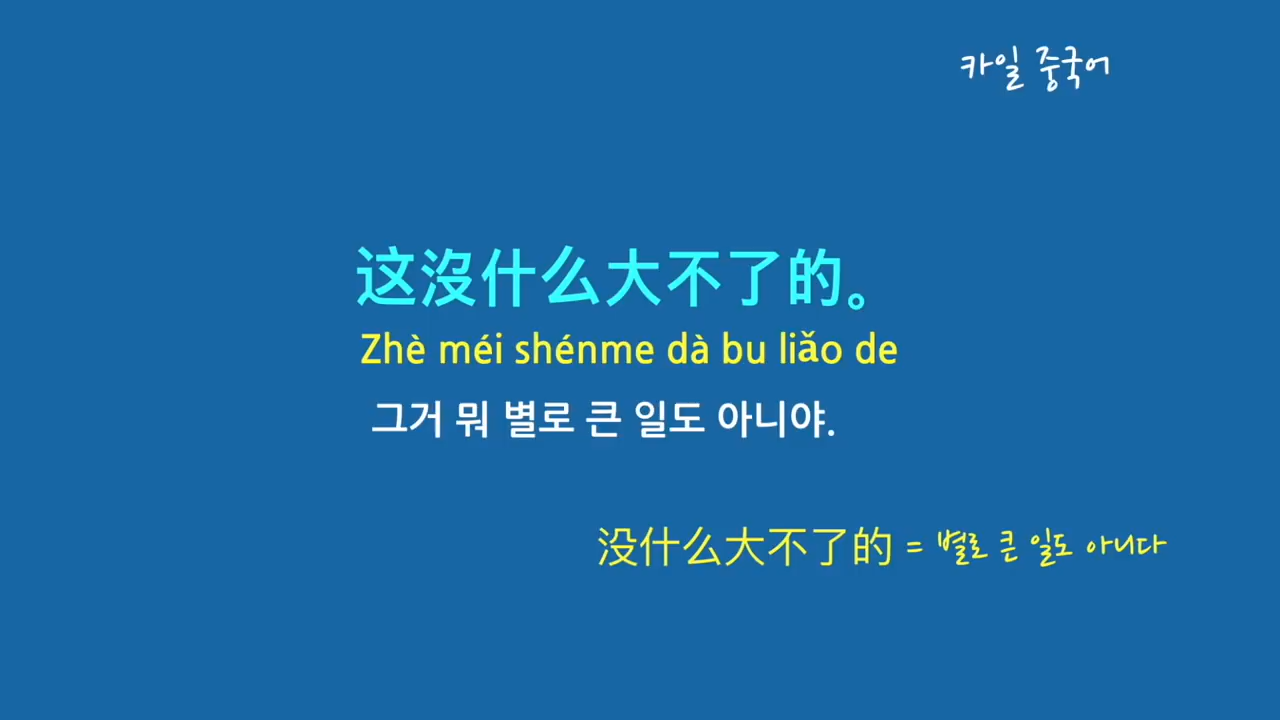 카일 중국어
这沒什么大不了的。
Zhè méi shénme dà bu liǎo de
그거 뭐 별로 큰 일도 아니야.
没什么大不了的 = 별로 큰 일도 아니다